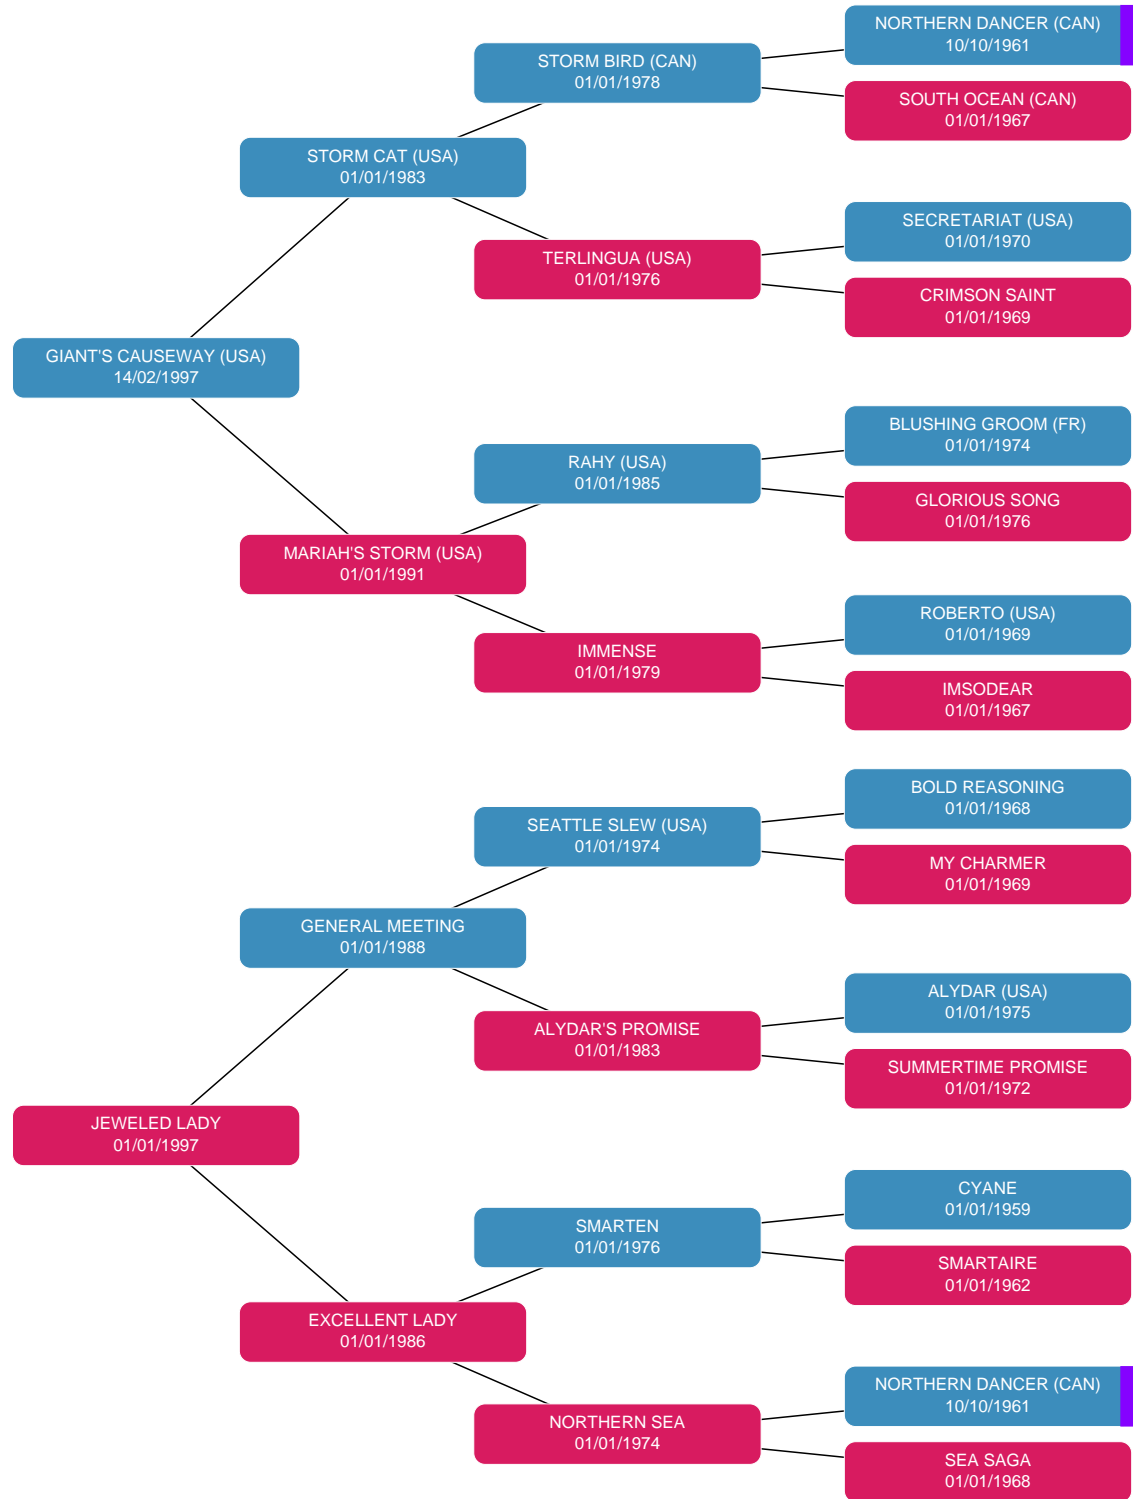 NORTHERN DANCER (CAN)
10/10/1961
STORM BIRD (CAN)
01/01/1978
SOUTH OCEAN (CAN)
01/01/1967
STORM CAT (USA)
01/01/1983
SECRETARIAT (USA)
01/01/1970
TERLINGUA (USA)
01/01/1976
CRIMSON SAINT
01/01/1969
GIANT'S CAUSEWAY (USA)
14/02/1997
BLUSHING GROOM (FR)
01/01/1974
RAHY (USA)
01/01/1985
GLORIOUS SONG
01/01/1976
MARIAH'S STORM (USA)
01/01/1991
ROBERTO (USA)
01/01/1969
IMMENSE
01/01/1979
IMSODEAR
01/01/1967
BOLD REASONING
01/01/1968
SEATTLE SLEW (USA)
01/01/1974
MY CHARMER
01/01/1969
GENERAL MEETING
01/01/1988
ALYDAR (USA)
01/01/1975
ALYDAR'S PROMISE
01/01/1983
SUMMERTIME PROMISE
01/01/1972
JEWELED LADY
01/01/1997
CYANE
01/01/1959
SMARTEN
01/01/1976
SMARTAIRE
01/01/1962
EXCELLENT LADY
01/01/1986
NORTHERN DANCER (CAN)
10/10/1961
NORTHERN SEA
01/01/1974
SEA SAGA
01/01/1968